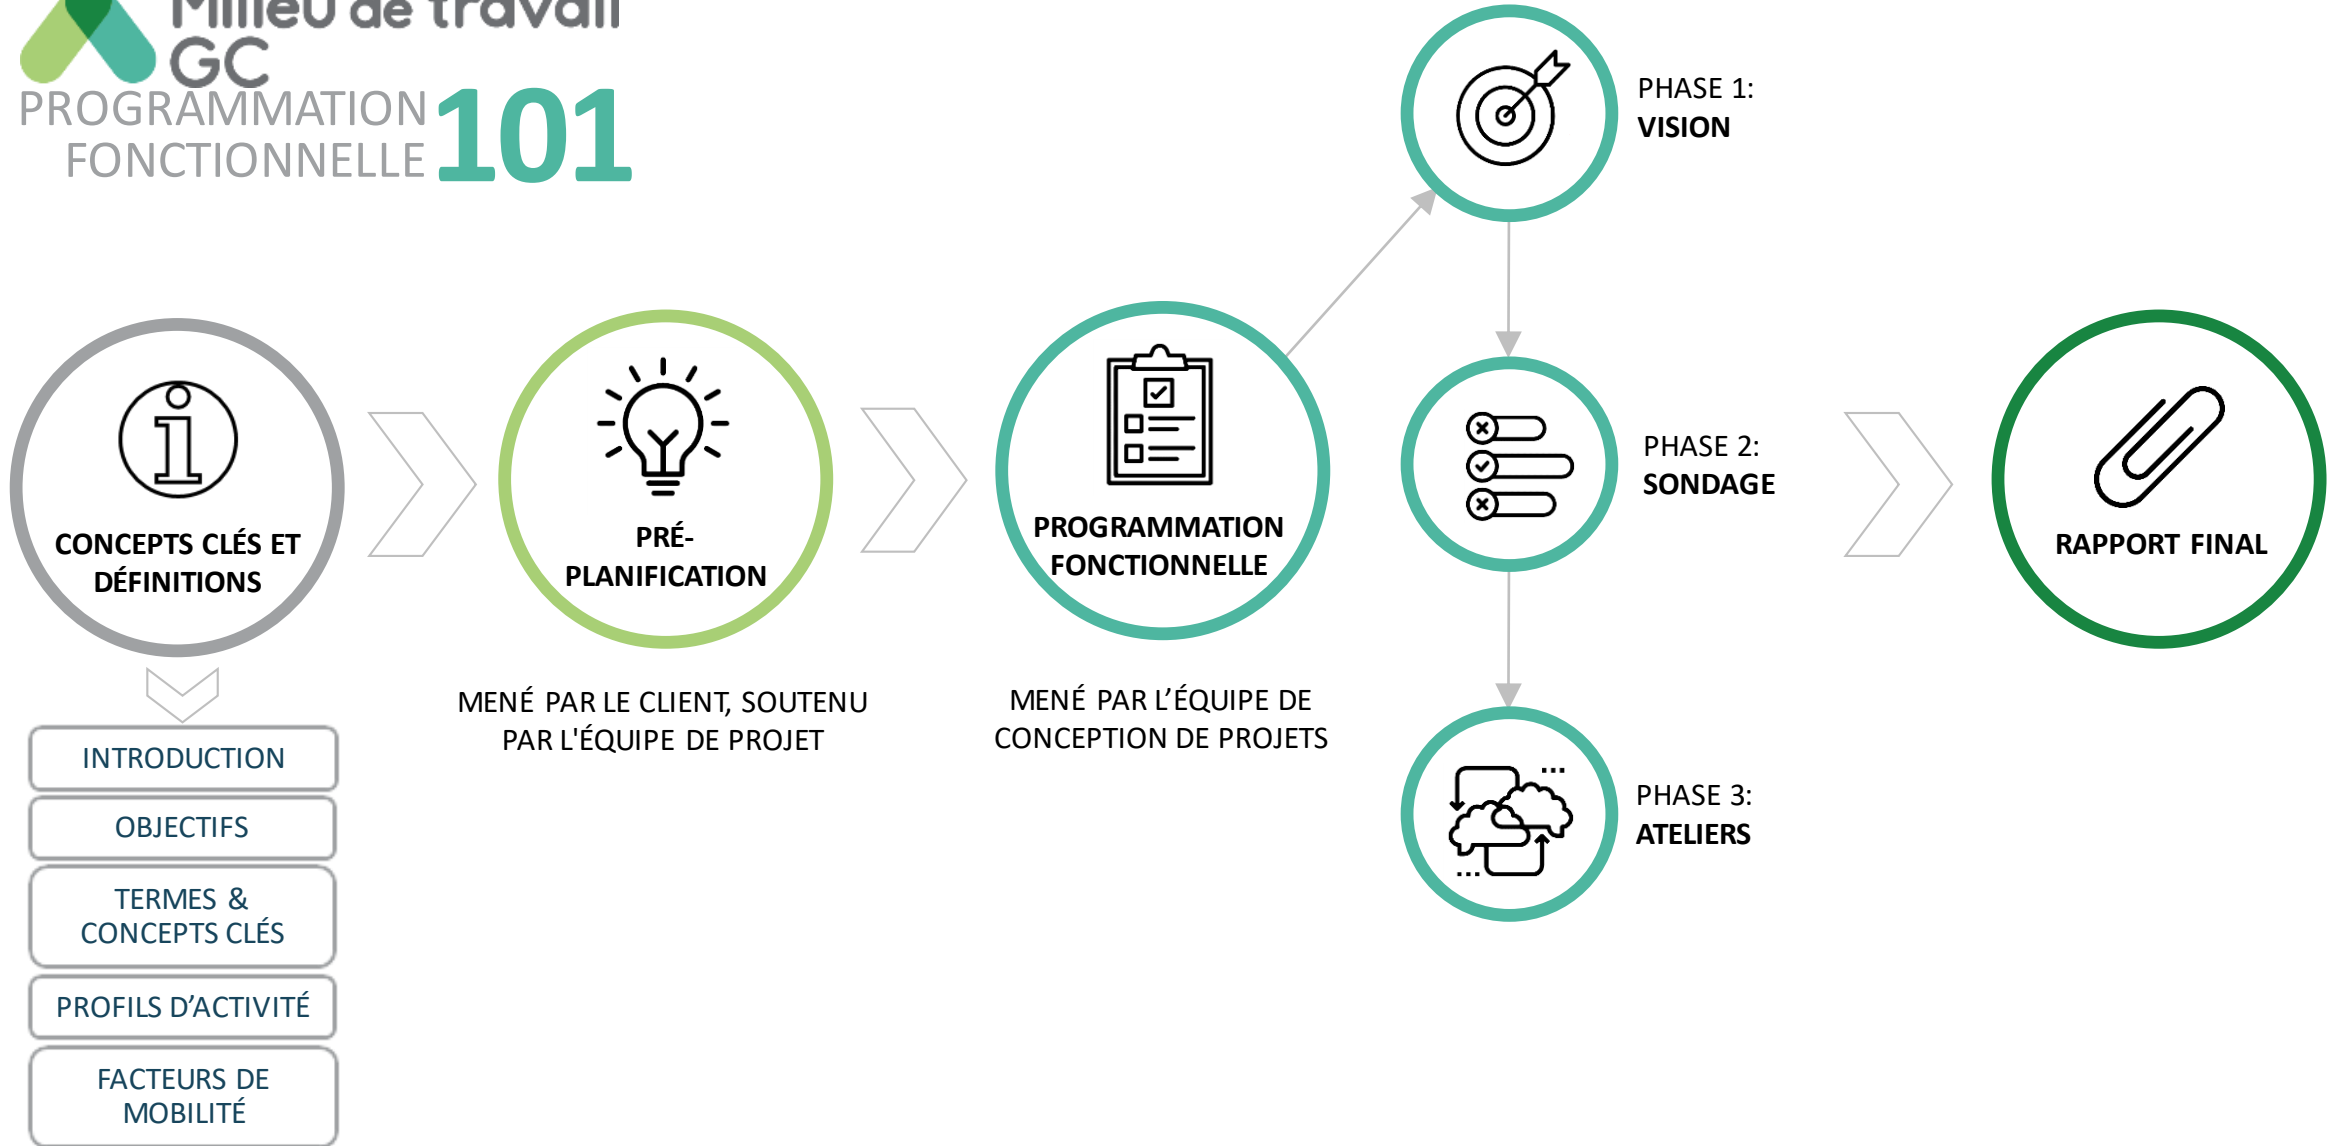 Milieu de travail
GC
PROGRAMMATION
FONCTIONNELLE
101
PHASE 1:
VISION
CONCEPTS CLÉS ET
DÉFINITIONS
PRÉ-
PLANIFICATION
PROGRAMMATION
FONCTIONNELLE
PHASE 2:
SONDAGE
RAPPORT FINAL
MENÉ PAR LE CLIENT, SOUTENU
PAR L'ÉQUIPE DE PROJET
MENÉ PAR L’ÉQUIPE DE
CONCEPTION DE PROJETS
PHASE 3:
ATELIERS
INTRODUCTION
OBJECTIFS
TERMES &
CONCEPTS CLÉS
PROFILS D’ACTIVITÉ
FACTEURS DE
MOBILITÉ